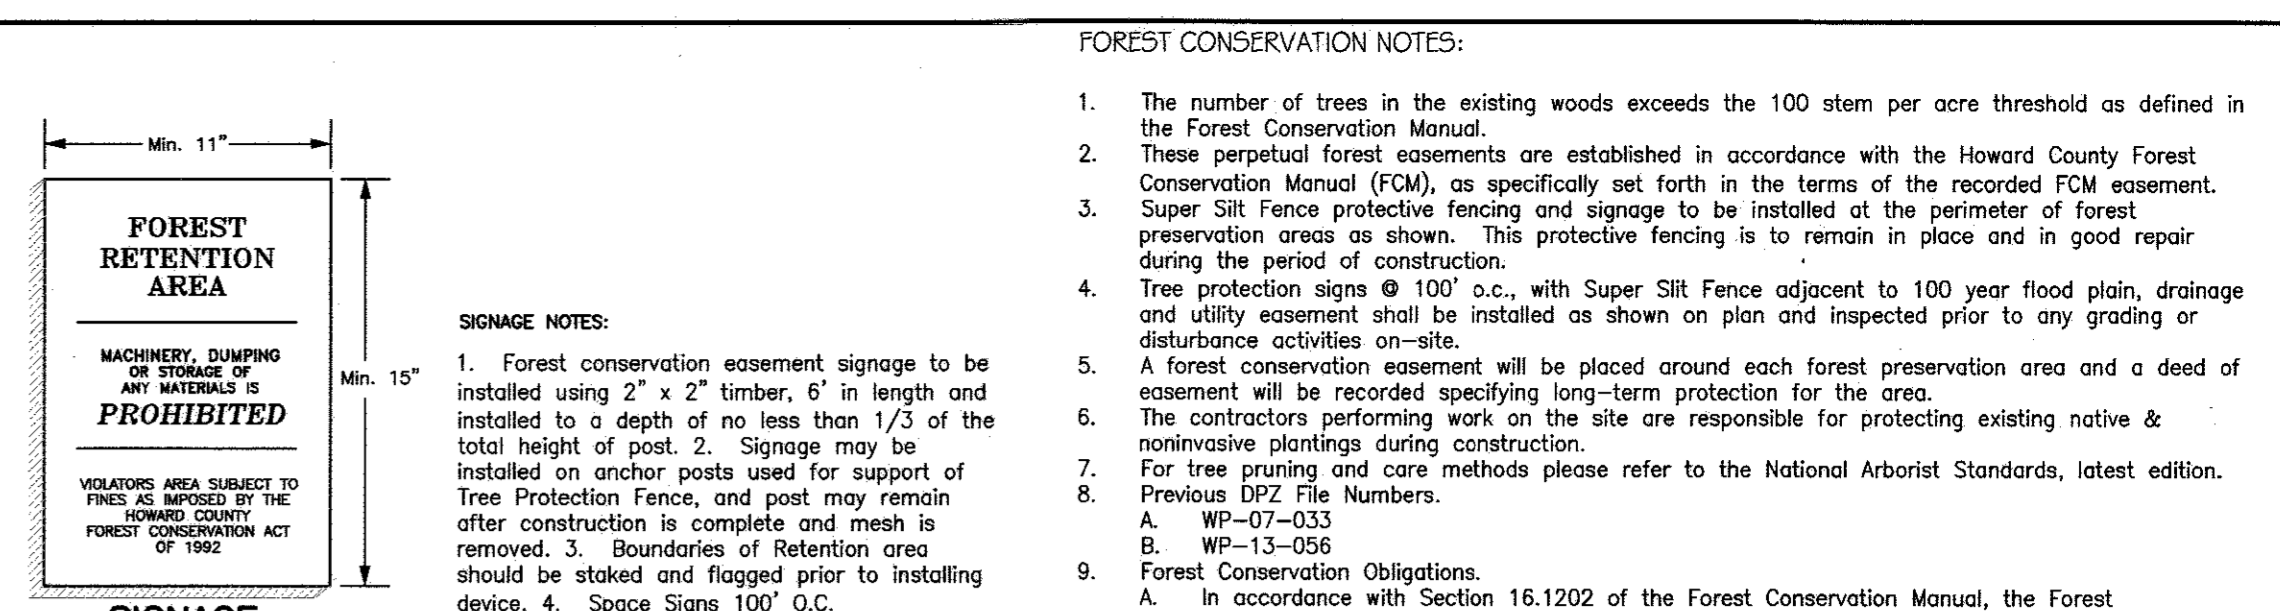 Min. 11"
FOREST
RETENTION
AREA
MACHINERY, DUMPING
OR STORAGE OF
ANY MATERIALS IS
PROHIBITED
VIOLATORS AREA SUBJECT TO
FINES AS IMPOSED BY THE
HOWARD COUNTY
FOREST CONSERVATION ACT
OF 1992
Min. 15"
SIGNAGE
SIGNAGE NOTES:
1. Forest conservation easement signage to be
installed using 2" x 2" timber, 6' in length and
installed to a depth of no less than 1/3 of the
total height of post. 2. Signage may be
installed on anchor posts used for support of
Tree Protection Fence, and post may remain
after construction is complete and mesh is
removed. 3. Boundaries of Retention area
should be staked and flagged prior to installing
device. 4. Space Signs 100' O.C.
FOREST CONSERVATION NOTES:
1. The number of trees in the existing woods exceeds the 100 stem per acre threshold as defined in
the Forest Conservation Manual.
2. These perpetual forest easements are established in accordance with the Howard County Forest
Conservation Manual (FCM), as specifically set forth in the terms of the recorded FCM easement.
3. Super Silt Fence protective fencing and signage to be installed at the perimeter of forest
preservation areas as shown. This protective fencing is to remain in place and in good repair
during the period of construction.
4. Tree protection signs @ 100' o.c., with Super Slit Fence adjacent to 100 year flood plain, drainage
and utility easement shall be installed as shown on plan and inspected prior to any grading or
disturbance activities on-site.
5. A forest conservation easement will be placed around each forest preservation area and a deed of
easement will be recorded specifying long-term protection for the area.
6. The contractors performing work on the site are responsible for protecting existing native &
noninvasive plantings during construction.
7. For tree pruning and care methods please refer to the National Arborist Standards, latest edition.
8. Previous DPZ File Numbers.
A. WP-07-033
B. WP-13-056
9. Forest Conservation Obligations.
A. In accordance with Section 16.1202 of the Forest Conservation Manual, the Forest